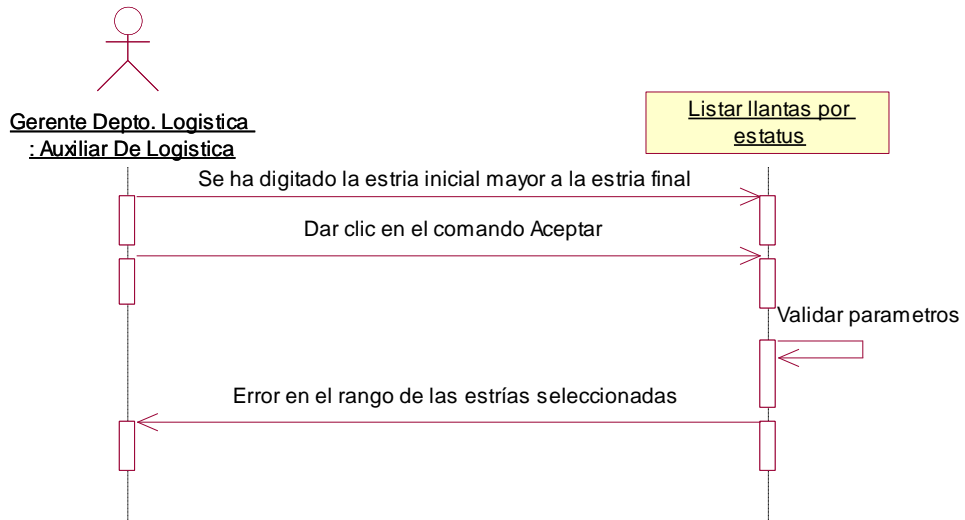 Gerente Depto. Logistica
: Auxiliar De Logistica
Listar llantas por
estatus
Se ha digitado la estria inicial mayor a la estria final
Dar clic en el comando Aceptar
Validar parametros
Error en el rango de las estrías seleccionadas